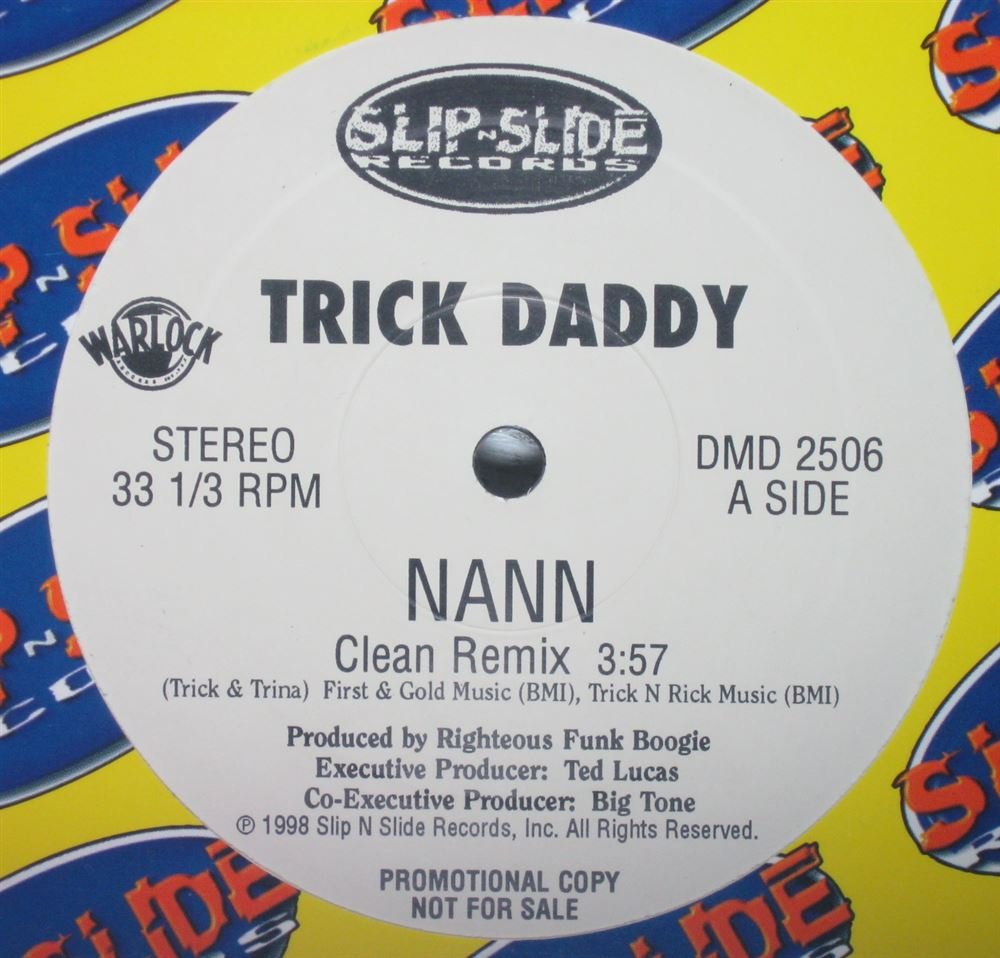 SLIP N SLIDE
RECORDS
TRICK DADDY
WARLOCK
STEREO
33 1/3 RPM
DMD 2506
A SIDE
NANN
Clean Remix 3:57
(Trick & Trina) First & Gold Music (BMI), Trick N Rick Music (BMI)
Produced by Righteous Funk Boogie
Executive Producer: Ted Lucas
Co-Executive Producer: Big Tone
℗ 1998 Slip N Slide Records, Inc. All Rights Reserved.
PROMOTIONAL COPY
NOT FOR SALE